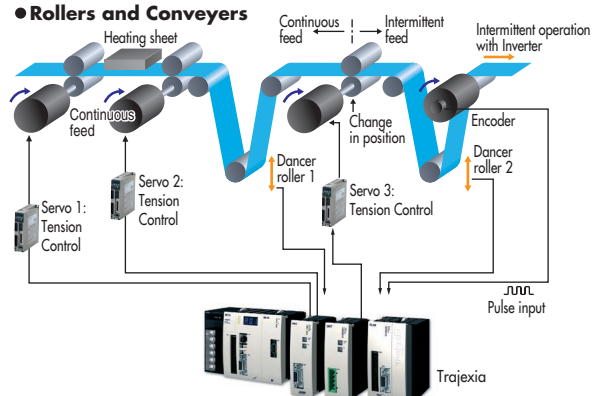 ● Rollers and Conveyers
Heating sheet
Continuous
feed
Intermittent
feed
Intermittent operation
with Inverter
Continuous
feed
Change
in position
Encoder
Dancer
roller 1
Dancer
roller 2
Servo 1:
Tension
Control
Servo 2:
Tension
Control
Servo 3:
Tension Control
Pulse input
Trajexia